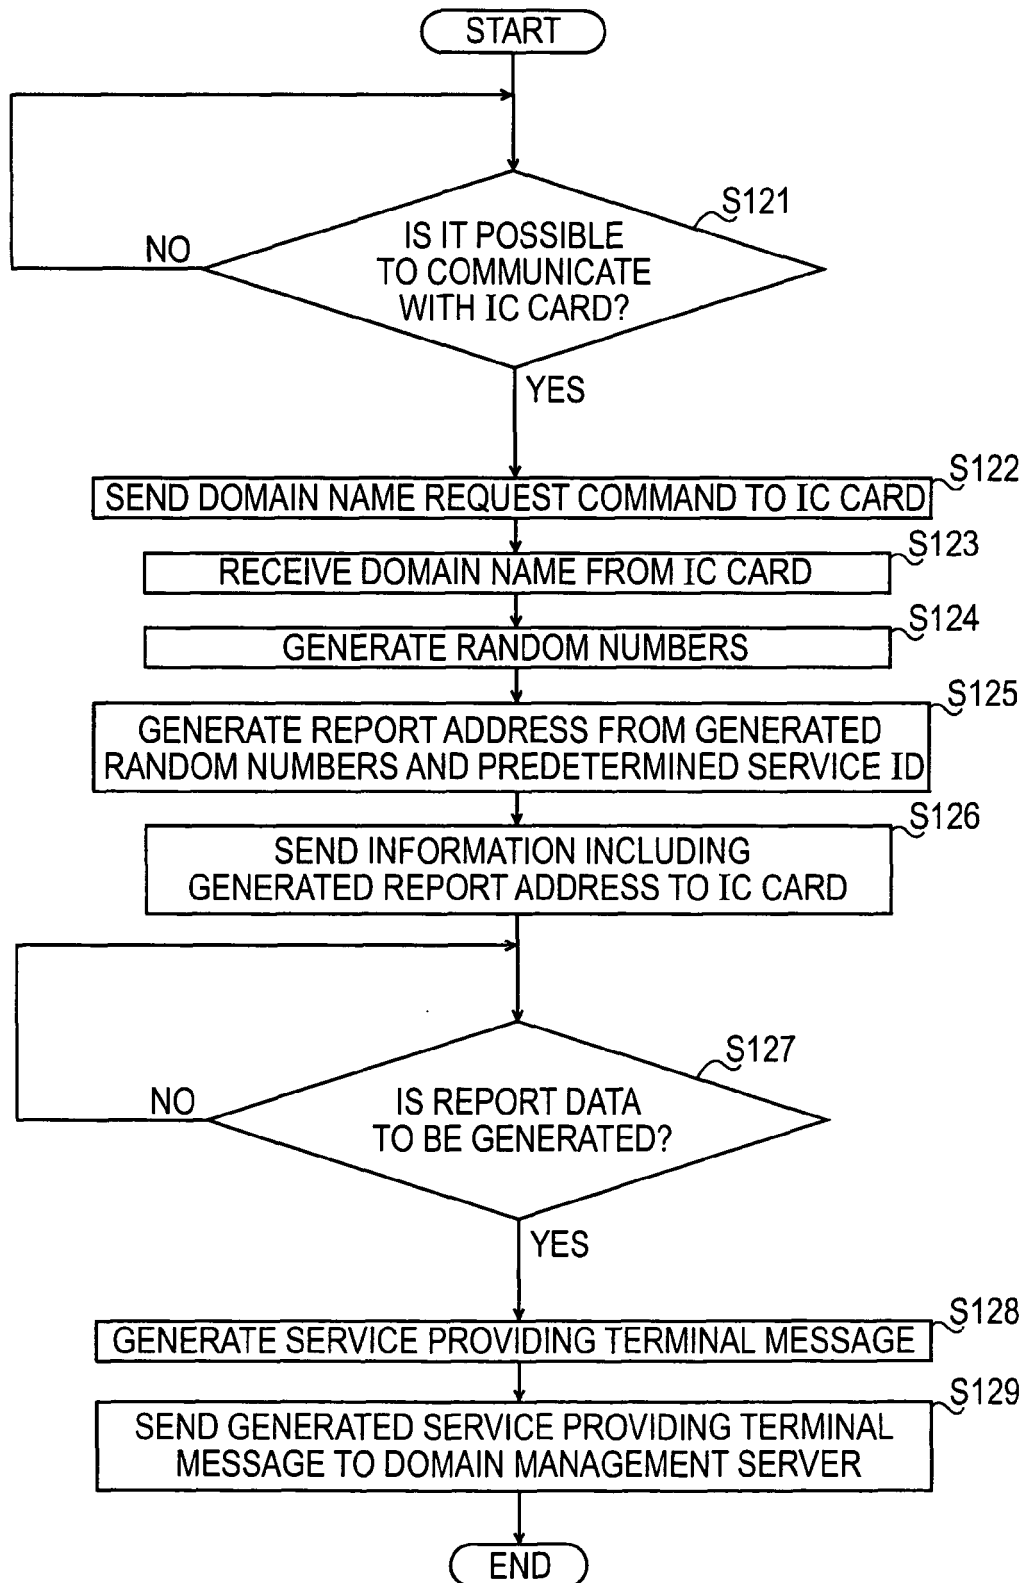 START
S121
IS IT POSSIBLE
TO COMMUNICATE
WITH IC CARD?
NO
YES
S122
SEND DOMAIN NAME REQUEST COMMAND TO IC CARD
S123
RECEIVE DOMAIN NAME FROM IC CARD
S124
GENERATE RANDOM NUMBERS
S125
GENERATE REPORT ADDRESS FROM GENERATED
RANDOM NUMBERS AND PREDETERMINED SERVICE ID
S126
SEND INFORMATION INCLUDING
GENERATED REPORT ADDRESS TO IC CARD
S127
IS REPORT DATA
TO BE GENERATED?
NO
YES
S128
GENERATE SERVICE PROVIDING TERMINAL MESSAGE
S129
SEND GENERATED SERVICE PROVIDING TERMINAL
MESSAGE TO DOMAIN MANAGEMENT SERVER
END